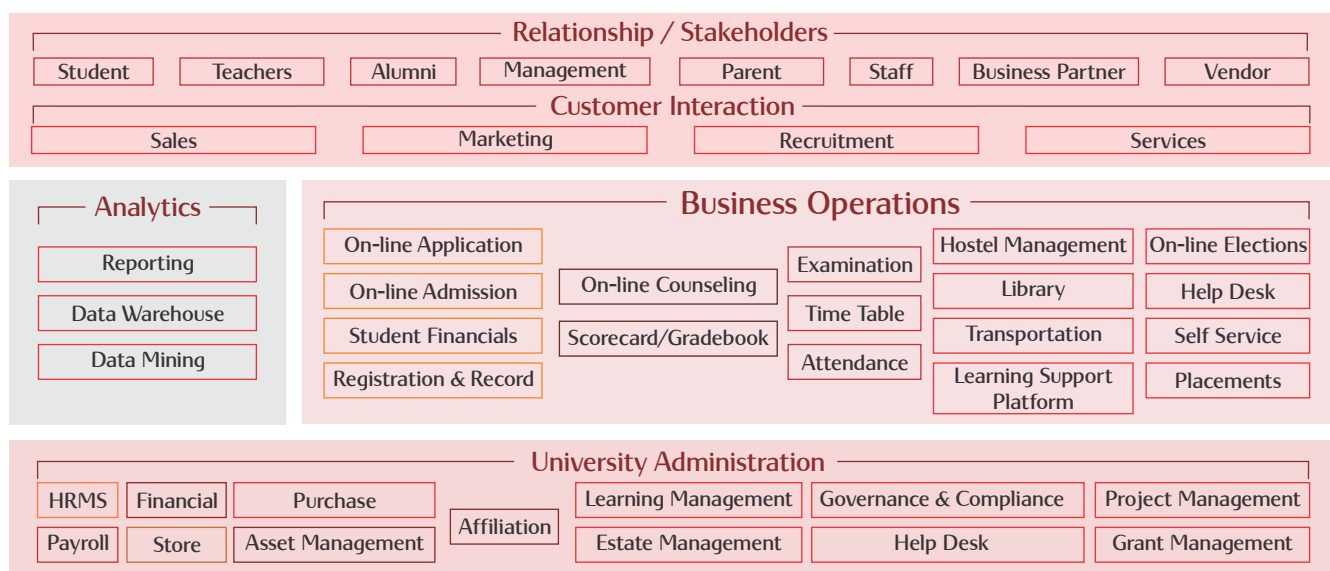 Relationship / Stakeholders
Student
Teachers
Alumni
Management
Parent
Staff
Business Partner
Vendor
Customer Interaction
Sales
Marketing
Recruitment
Services
Analytics
Reporting
Data Warehouse
Data Mining
Business Operations
On-line Application
On-line Admission
Student Financials
Registration & Record
On-line Counseling
Scorecard/Gradebook
Examination
Time Table
Attendance
Hostel Management
Library
Transportation
Learning Support
Platform
On-line Elections
Help Desk
Self Service
Placements
University Administration
HRMS
Financial
Purchase
Payroll
Store
Asset Management
Affiliation
Learning Management
Governance & Compliance
Project Management
Estate Management
Help Desk
Grant Management